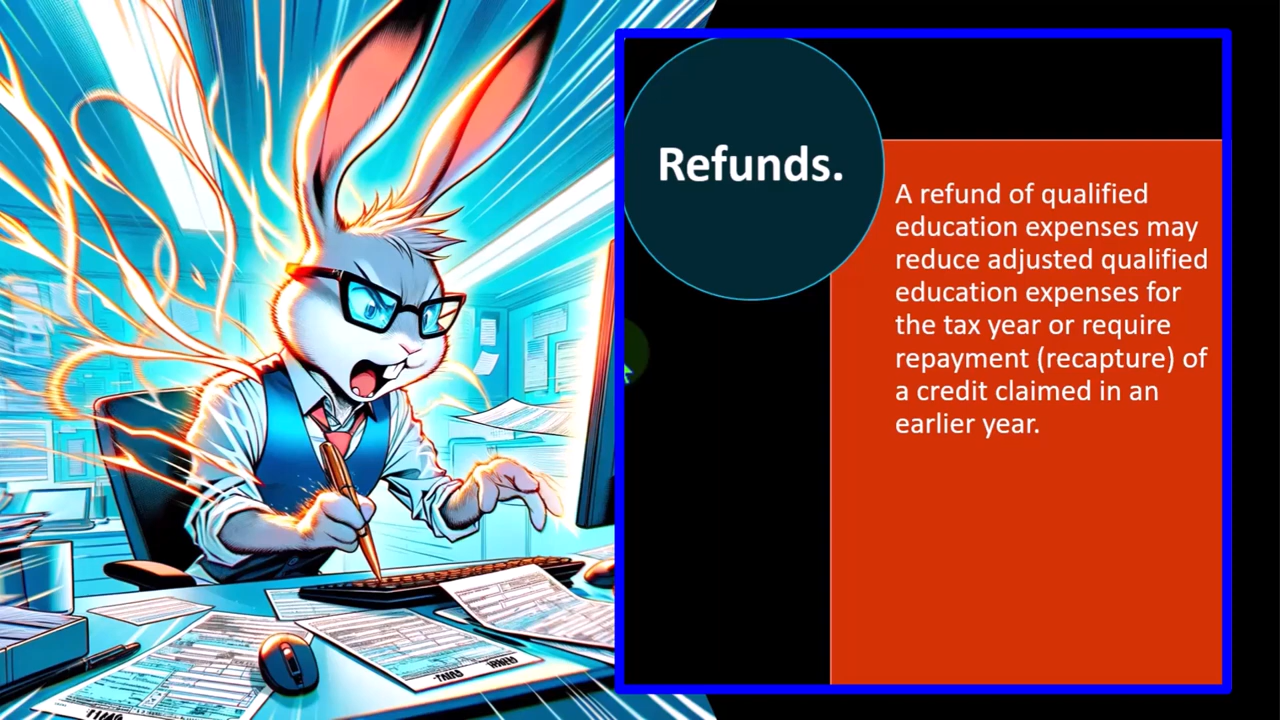 Refunds.
A refund of qualified
education expenses may
reduce adjusted qualified
education expenses for
the tax year or require
repayment (recapture) of
a credit claimed in an
earlier year.